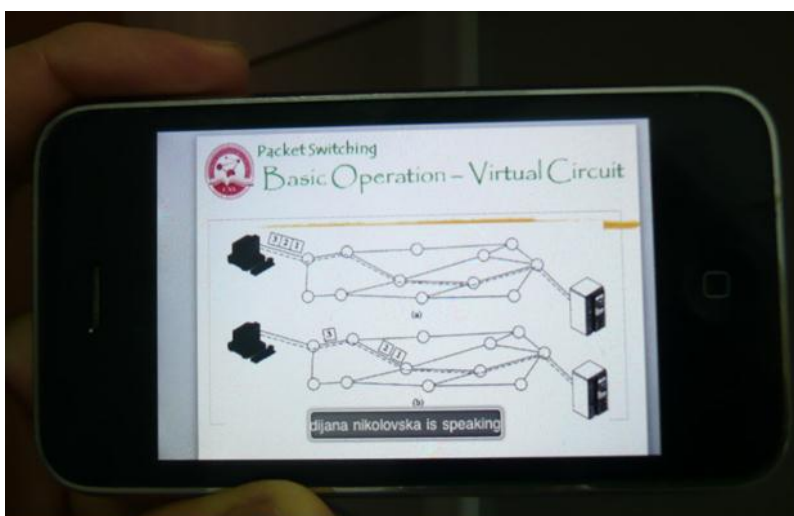 Packet Switching
Basic Operation – Virtual Circuit
3 2 1
(a)
3
2 1
(b)
dijana nikolovska is speaking